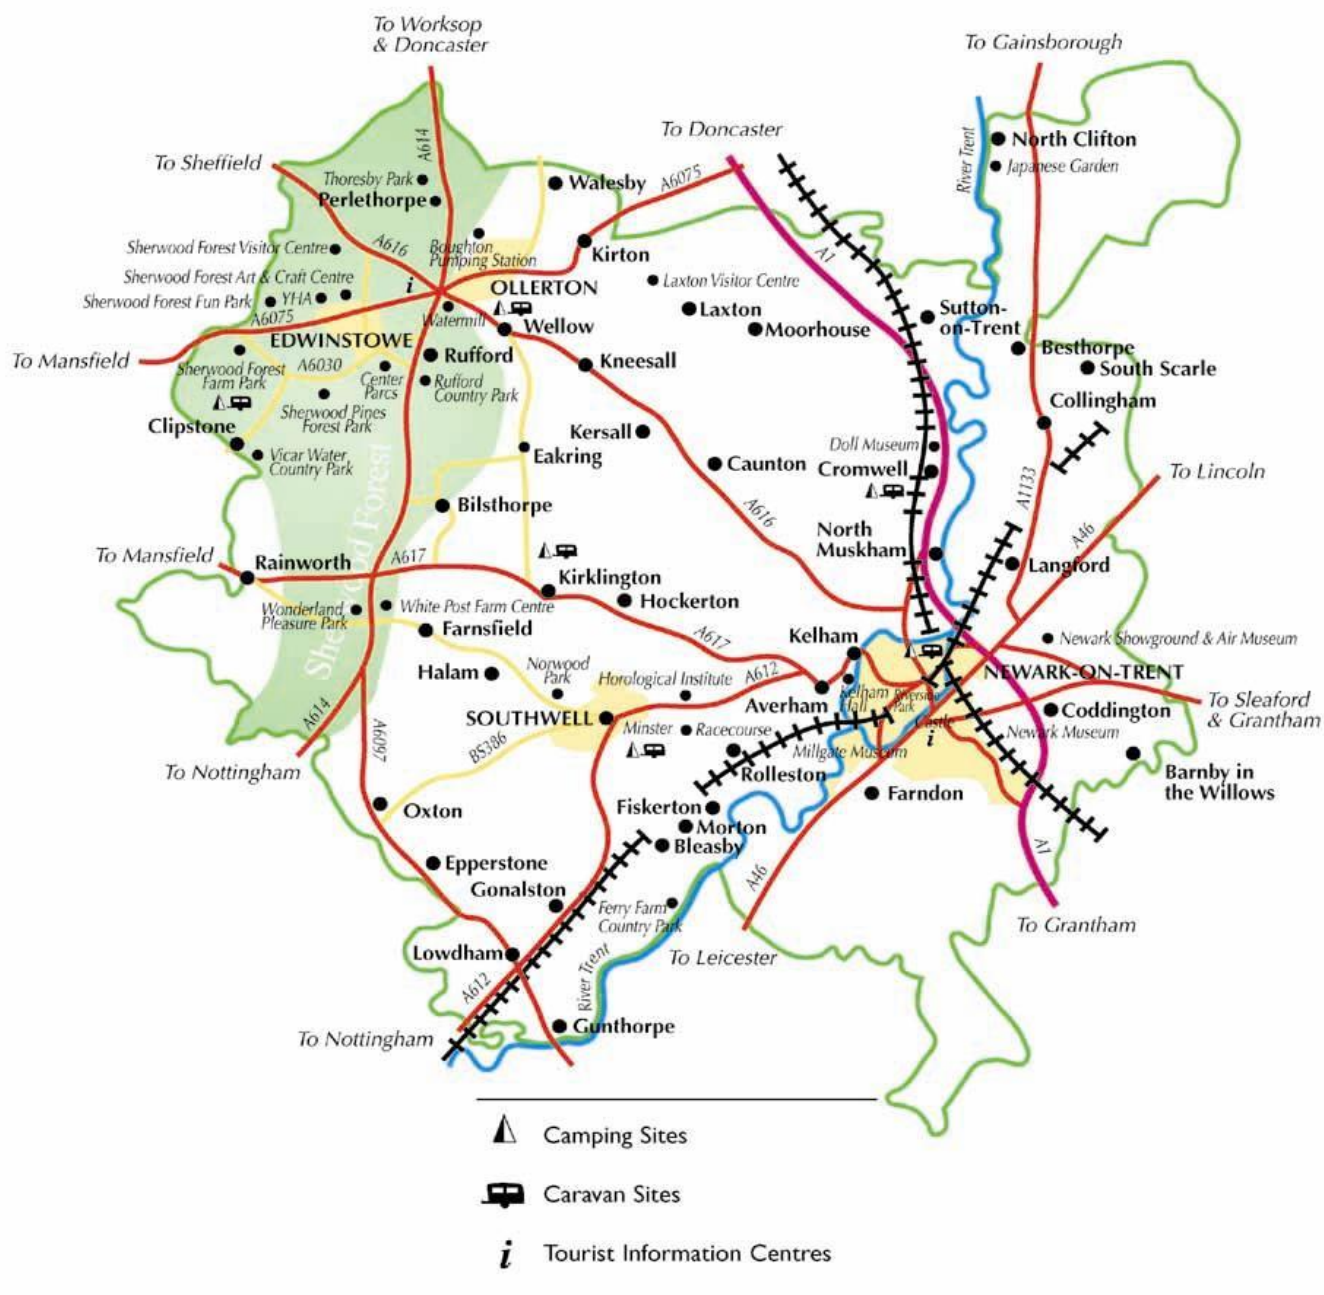 To Worksop
& Doncaster
To Gainsborough
To Doncaster
River Trent
North Clifton
Japanese Garden
To Sheffield
A614
Thoresby Park
Perlethorpe
Walesby
A6075
Sherwood Forest Visitor Centre
A616
Boughton
Pumping Station
Kirton
A1
Sherwood Forest Art & Craft Centre
Laxton Visitor Centre
Sherwood Forest Fun Park
YHA
i
OLLERTON
Laxton
Sutton-
on-Trent
A6075
Watermill
Wellow
Moorhouse
EDWINSTOWE
Rufford
Kneesall
Besthorpe
To Mansfield
South Scarle
Sherwood Forest
Farm Park
A6030
Center
Parcs
Rufford
Country Park
Collingham
Sherwood Pines
Forest Park
Clipstone
Kersall
Vicar Water
Country Park
Eakring
Doll Museum
Caunton
Cromwell
To Lincoln
A1133
Sherwood Forest
Bilsthorpe
A616
North
Muskham
A46
To Mansfield
Rainworth
A617
Kirklington
Langford
Hockerton
Wonderland
Pleasure Park
White Post Farm Centre
Farnsfield
A617
Kelham
Newark Showground & Air Museum
Halam
Norwood
Park
Horological Institute
A612
NEWARK-ON-TRENT
Averham
Kelham
Hall
Riverside
Park
To Sleaford
& Grantham
A614
SOUTHWELL
Minster
Racecourse
Castle
i
Coddington
Newark Museum
A6097
BS386
Millgate Museum
To Nottingham
Rolleston
Barnby in
the Willows
Oxton
Fiskerton
Farndon
Morton
Bleasby
A1
Epperstone
A46
Gonalston
Ferry Farm
Country Park
To Grantham
Lowdham
To Leicester
A612
River Trent
To Nottingham
Gunthorpe
Camping Sites
Caravan Sites
i Tourist Information Centres